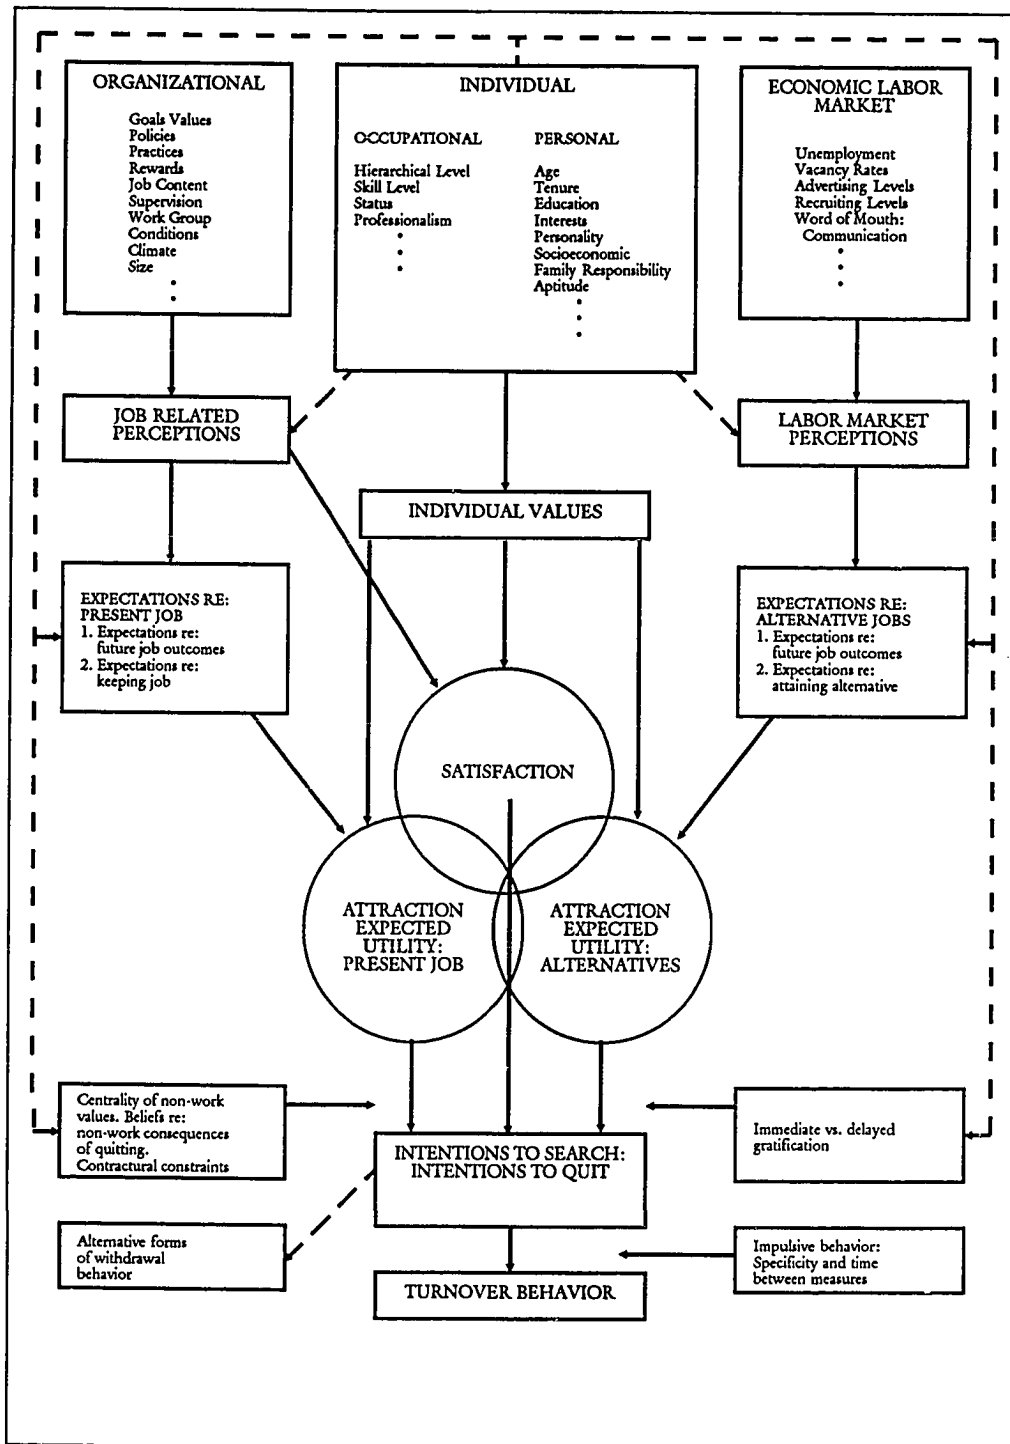 ORGANIZATIONAL
Goals Values
Policies
Practices
Rewards
Job Content
Supervision
Work Group
Conditions
Climate
Size
INDIVIDUAL
OCCUPATIONAL
Hierarchical Level
Skill Level
Status
Professionalism
PERSONAL
Age
Tenure
Education
Interests
Personality
Socioeconomic
Family Responsibility
Aptitude
ECONOMIC LABOR
MARKET
Unemployment
Vacancy Rates
Advertising Levels
Recruiting Levels
Word of Mouth:
Communication
JOB RELATED
PERCEPTIONS
LABOR MARKET
PERCEPTIONS
INDIVIDUAL VALUES
EXPECTATIONS RE:
PRESENT JOB
1. Expectations re:
future job outcomes
2. Expectations re:
keeping job
EXPECTATIONS RE:
ALTERNATIVE JOBS
1. Expectations re:
future job outcomes
2. Expectations re:
attaining alternative
SATISFACTION
ATTRACTION
EXPECTED
UTILITY:
PRESENT JOB
ATTRACTION
EXPECTED
UTILITY:
ALTERNATIVES
Centrality of non-work
values. Beliefs re:
non-work consequences
of quitting.
Contractural constraints
Immediate vs. delayed
gratification
INTENTIONS TO SEARCH:
INTENTIONS TO QUIT
Alternative forms
of withdrawal
behavior
Impulsive behavior:
Specificity and time
between measures
TURNOVER BEHAVIOR